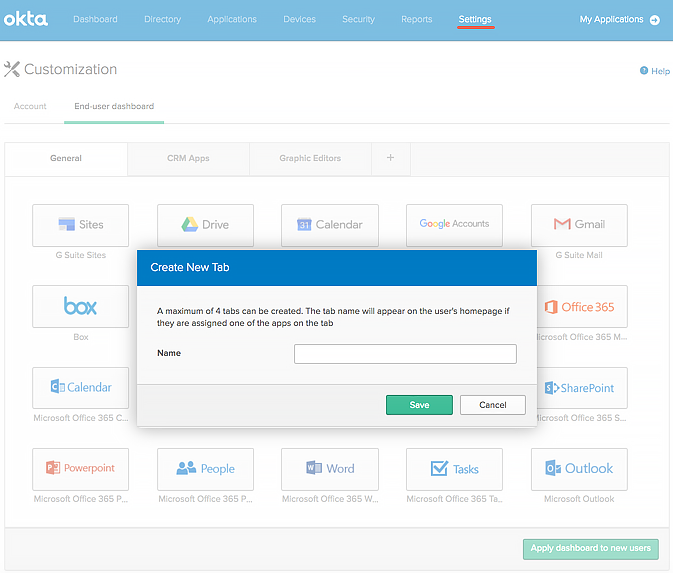 okta Dashboard Directory Applications Devices Security Reports Settings My Applications
Customization
Help
Account End-user dashboard
General CRM Apps Graphic Editors +
Sites Drive 31 Calendar Google Accounts Gmail
G Suite Sites G Suite Mail
Create New Tab
A maximum of 4 tabs can be created. The tab name will appear on the user's homepage if
they are assigned one of the apps on the tab
Name
Save Cancel
box Office 365
Box icrosoft Office 365 M...
Calendar SharePoint
Microsoft Office 365 C... icrosoft Office 365 S...
Powerpoint People Word Tasks Outlook
Microsoft Office 365 P... Microsoft Office 365 P... Microsoft Office 365 W... Microsoft Office 365 Ta... Microsoft Outlook
Apply dashboard to new users